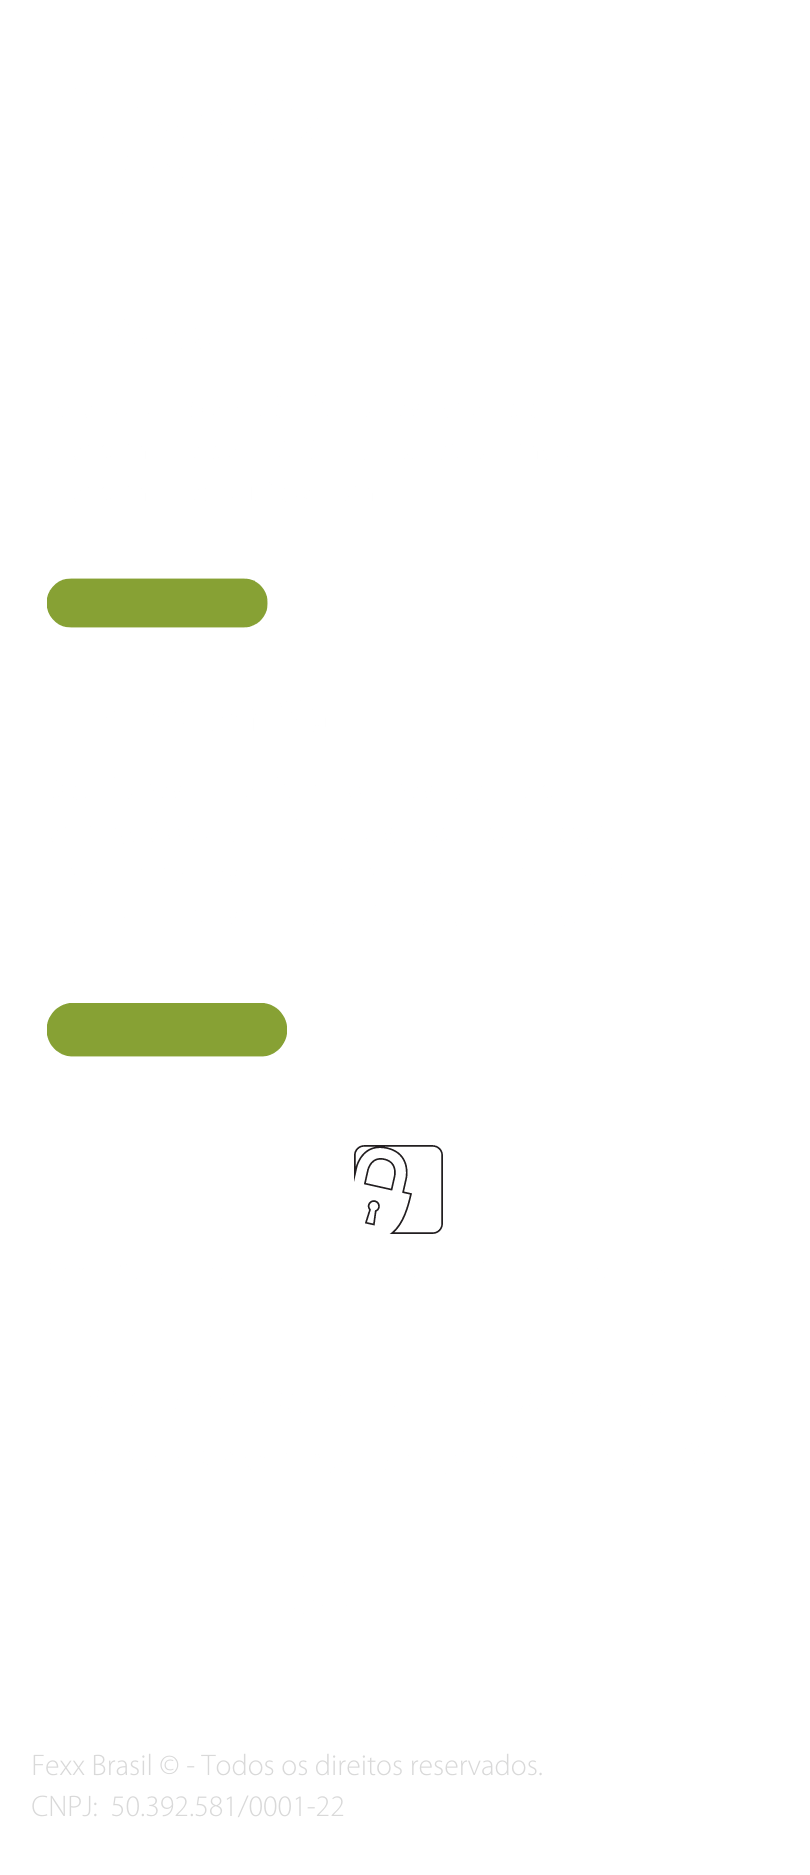 Fexx Brasil © - Todos os direitos reservados.
CNPJ: 50.392.581/0001-22